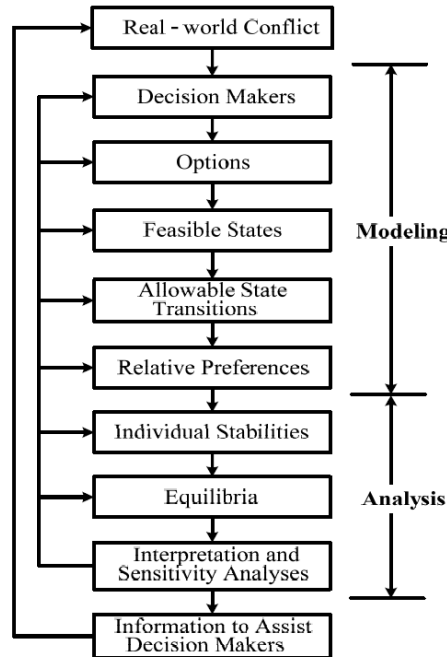 Real - world Conflict
Decision Makers
Options
Feasible States
Modeling
Allowable State
Transitions
Relative Preferences
Individual Stabilities
Equilibria
Analysis
Interpretation and
Sensitivity Analyses
Information to Assist
Decision Makers